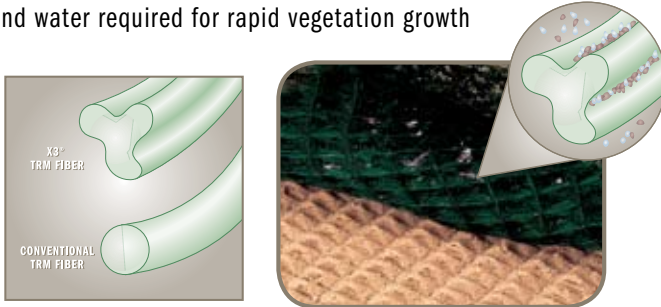 nd water required for rapid vegetation growth
X3®
TRM FIBER
CONVENTIONAL
TRM FIBER